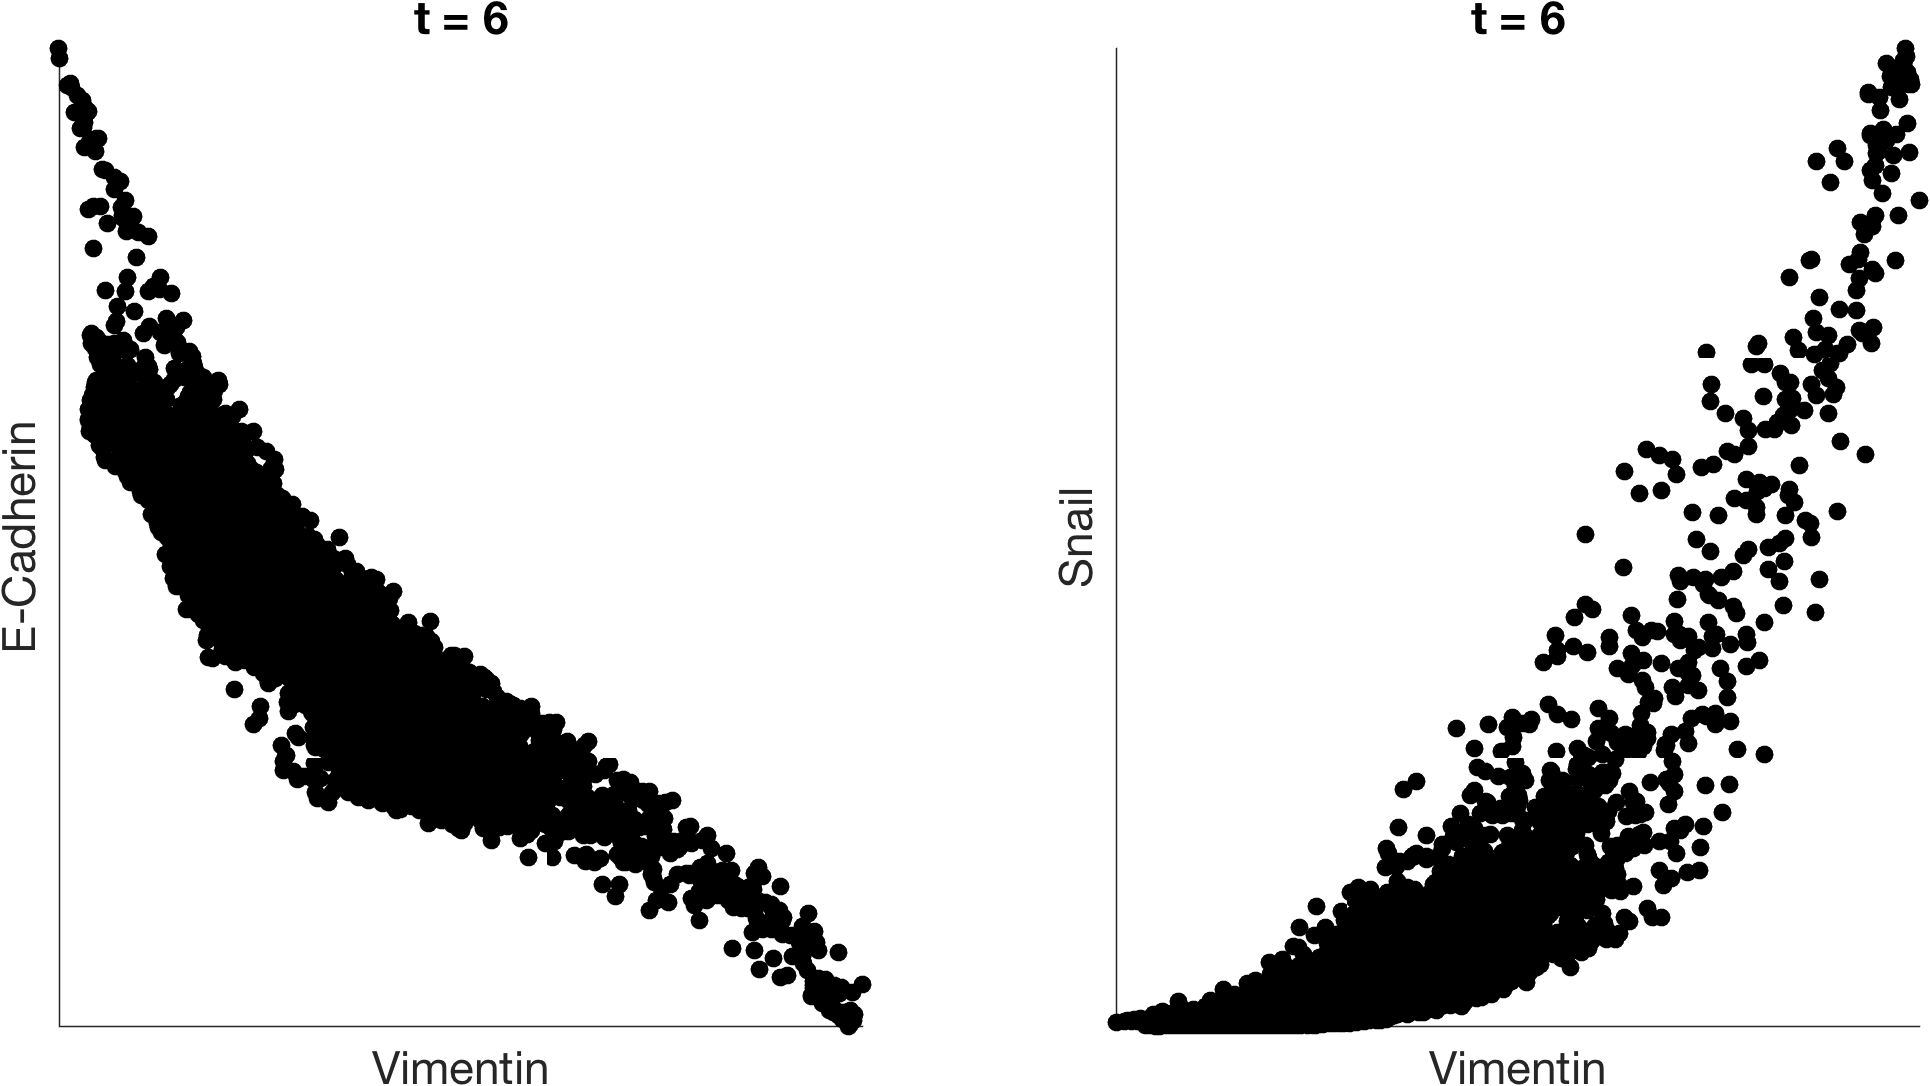 t = 6
E-Cadherin
Vimentin
t = 6
Snail
Vimentin